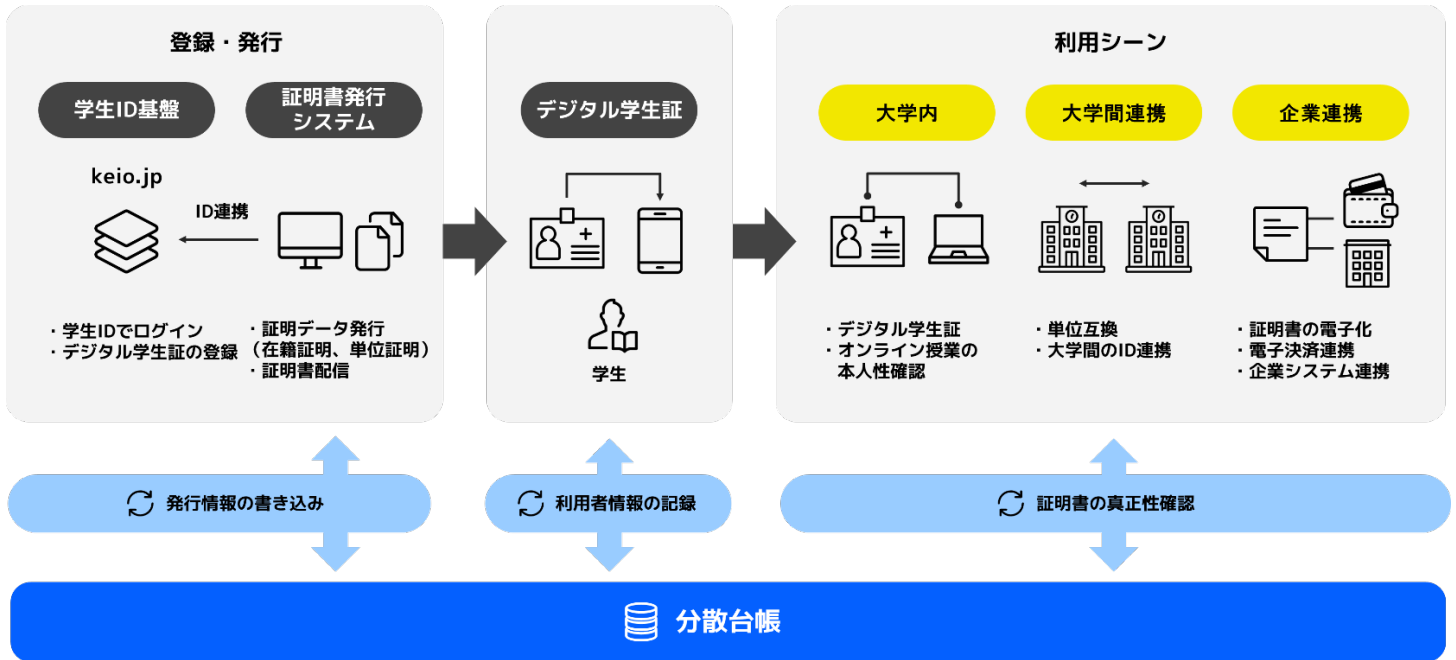 登録・発行
学生ID基盤
証明書発行
システム
keio.jp
ID連携
・学生IDでログイン
・デジタル学生証の登録
・証明データ発行
（在籍証明、単位証明）
・証明書配信
デジタル学生証
学生
利用シーン
大学内
・デジタル学生証
・オンライン授業の
本人性確認
大学間連携
・単位互換
・大学間のID連携
企業連携
・証明書の電子化
・電子決済連携
・企業システム連携
発行情報の書き込み
利用者情報の記録
証明書の真正性確認
分散台帳